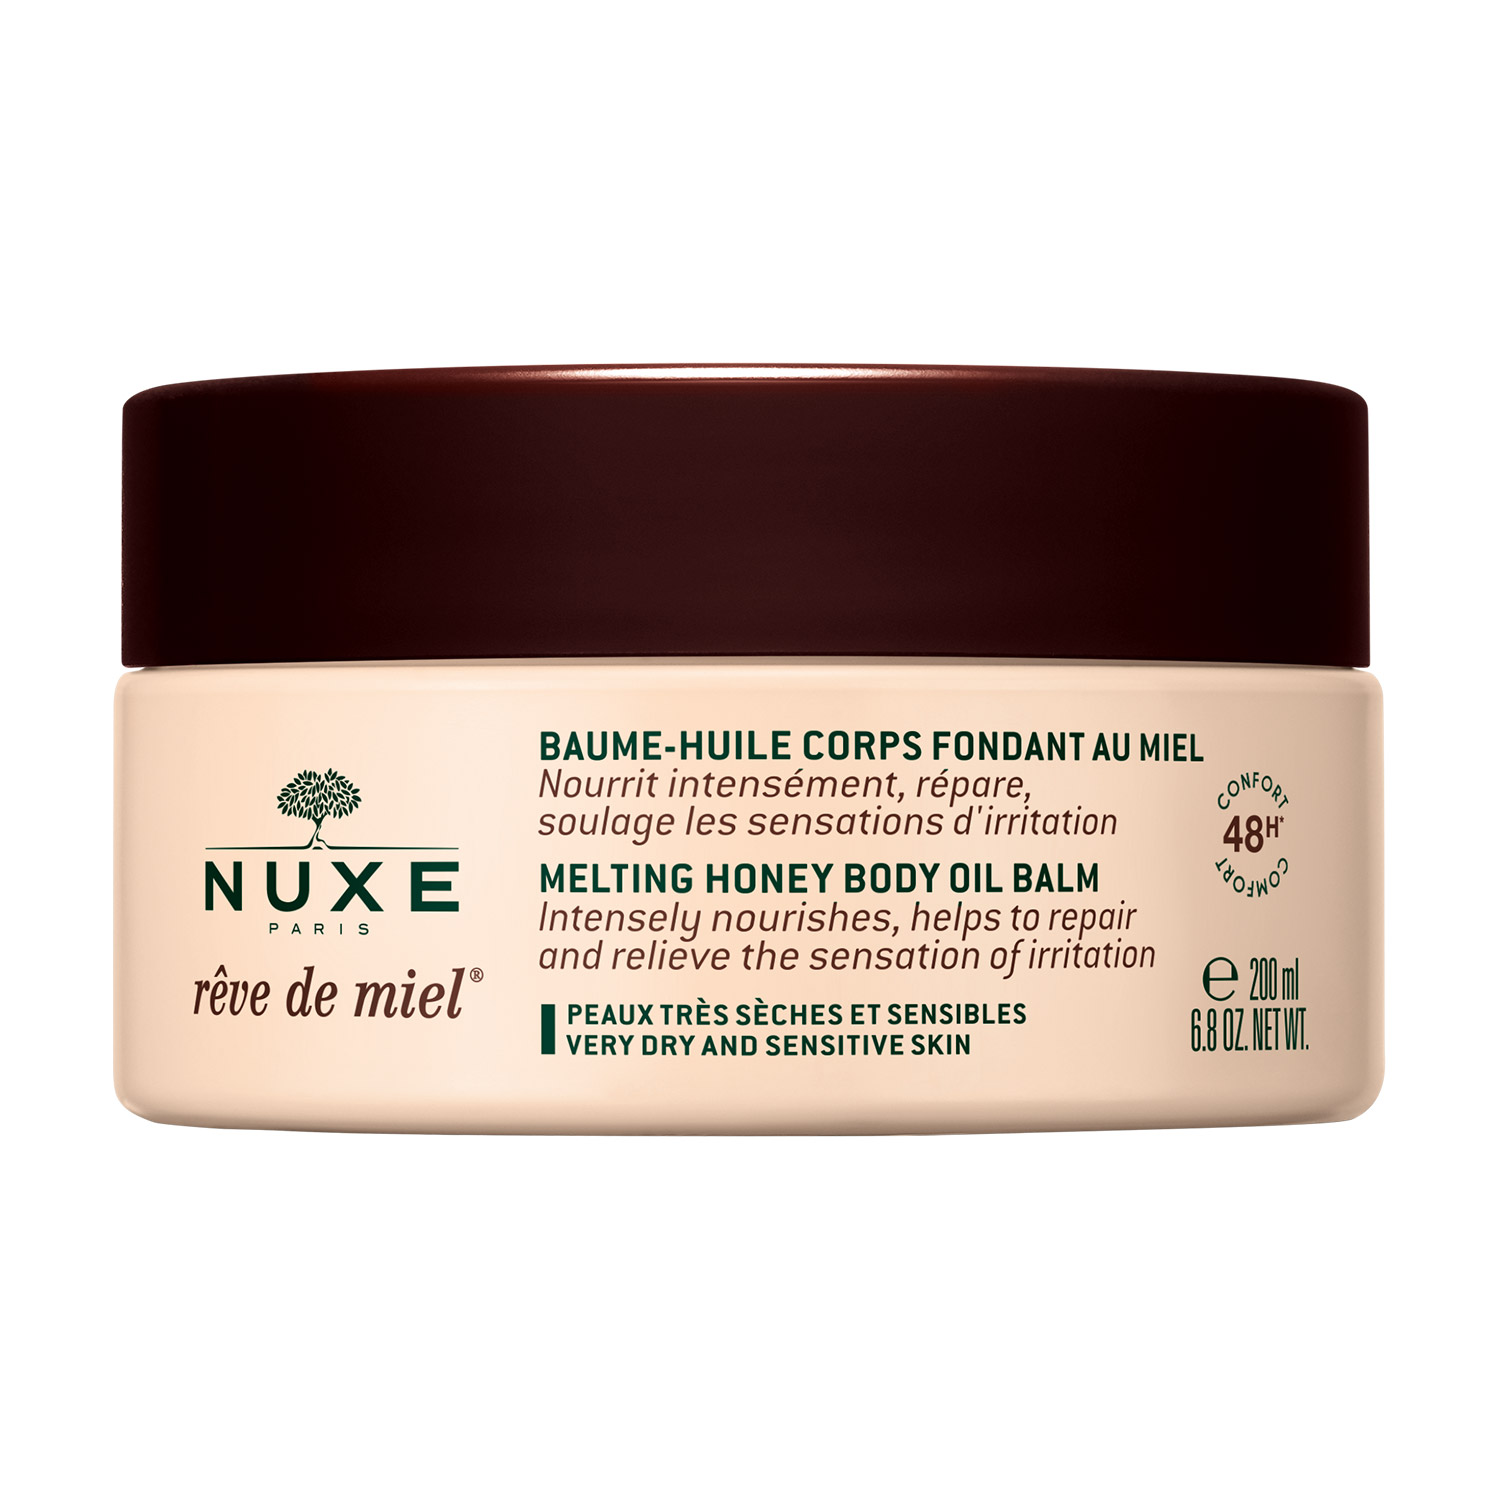 NUXE
PARIS
rêve de miel®
BAUME-HUILE CORPS FONDANT AU MIEL
Nourrit intensément, répare,
soulage les sensations d'irritation
MELTING HONEY BODY OIL BALM
Intensely nourishes, helps to repair
and relieve the sensation of irritation
PEAUX TRÈS SÈCHES ET SENSIBLES
VERY DRY AND SENSITIVE SKIN
CONFORT
48H*
COMFORT
℮ 200 ml
6.8 OZ. NET WT.